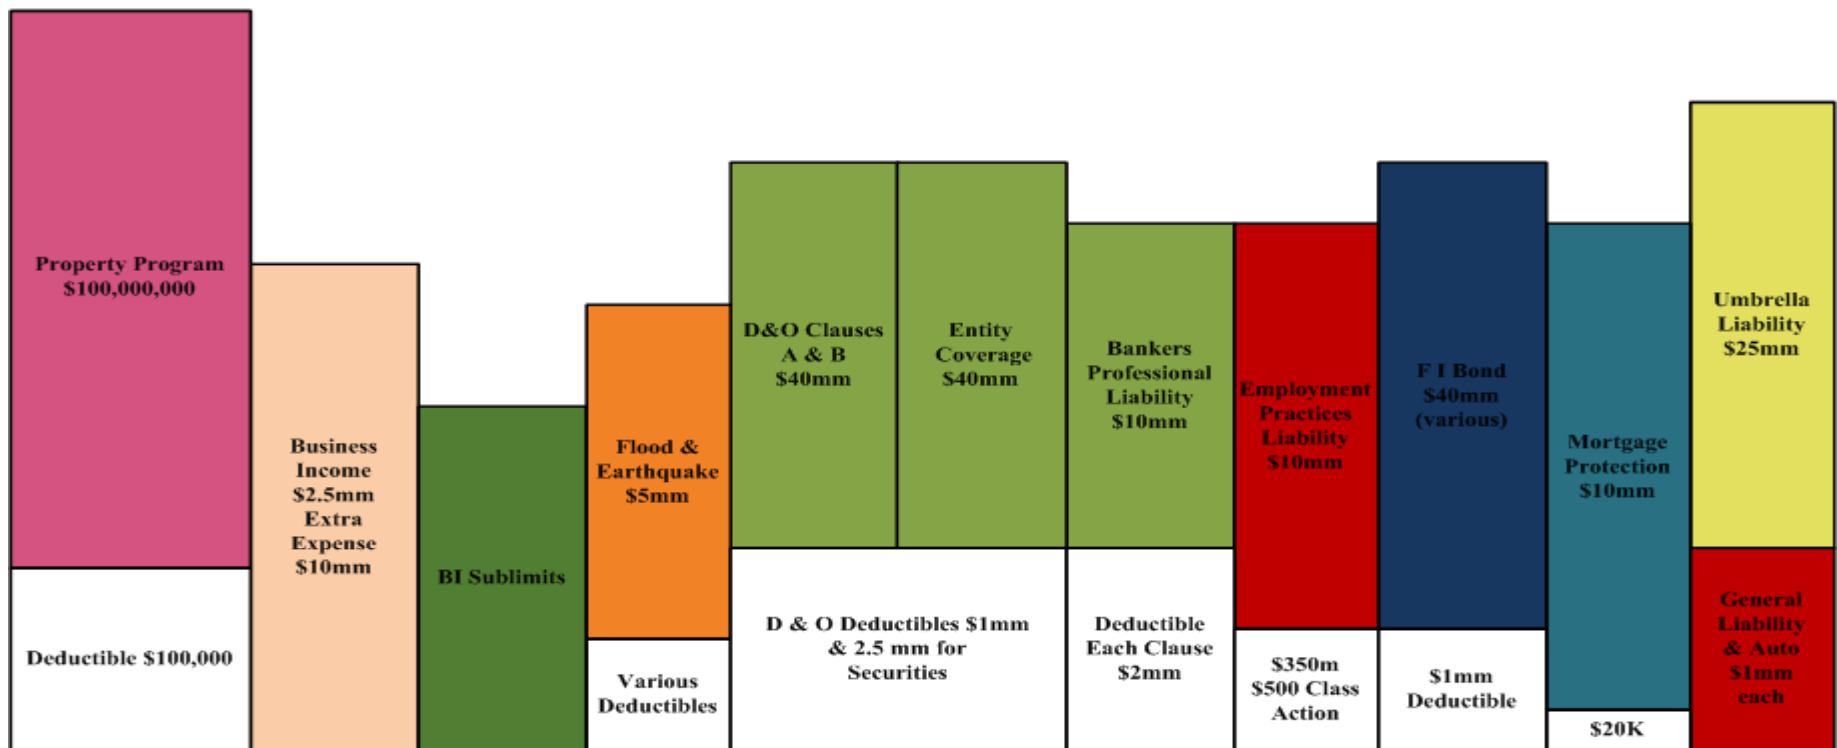 Property Program
$100,000,000
Deductible $100,000
Business
Income
$2.5mm
Extra
Expense
$10mm
BI Sublimits
Flood &
Earthquake
$5mm
Various
Deductibles
D&O Clauses
A & B
$40mm
Entity
Coverage
$40mm
D & O Deductibles $1mm
& 2.5 mm for
Securities
Bankers
Professional
Liability
$10mm
Deductible
Each Clause
$2mm
Employment
Practices
Liability
$10mm
$350m
$500 Class
Action
F I Bond
$40mm
(various)
$1mm
Deductible
Mortgage
Protection
$10mm
$20K
Umbrella
Liability
$25mm
General
Liability
& Auto
$1mm
each